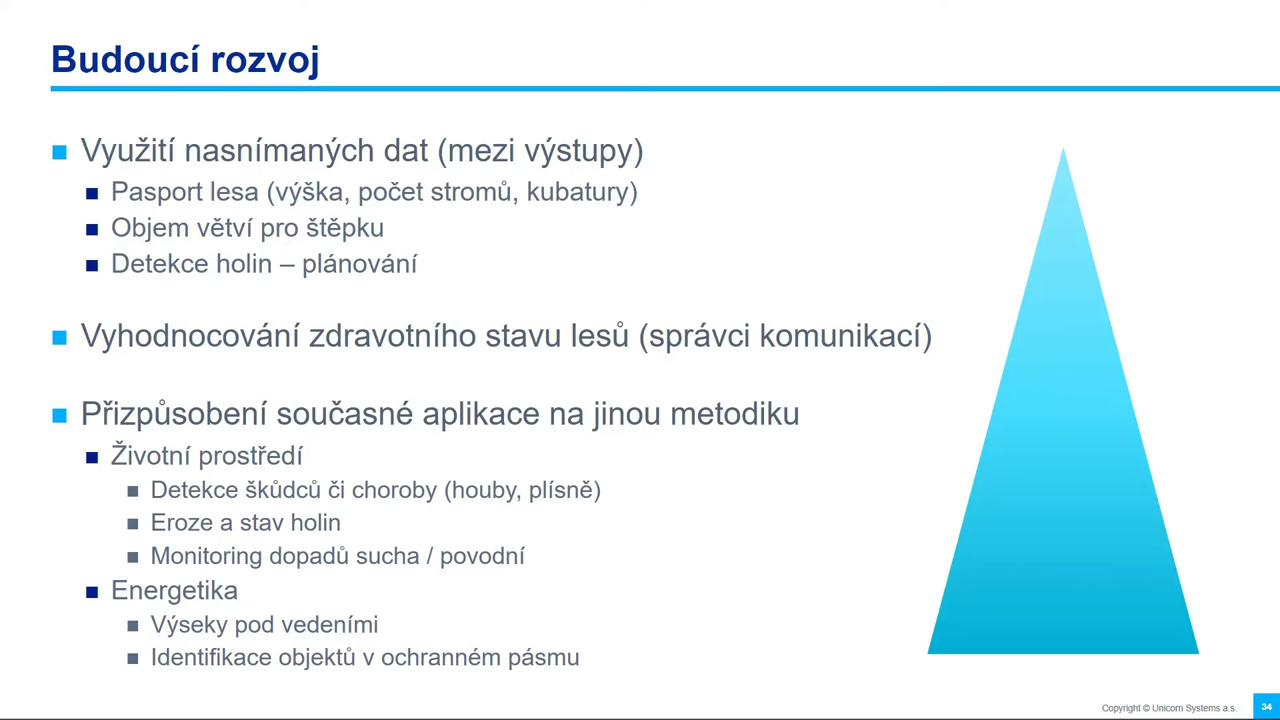 Budoucí rozvoj
Využití nasnímaných dat (mezi výstupy)
Pasport lesa (výška, počet stromů, kubatury)
Objem větví pro štěpku
Detekce holin – plánování
Vyhodnocování zdravotního stavu lesů (správci komunikací)
Přizpůsobení současné aplikace na jinou metodiku
Životní prostředí
Detekce škůdců či choroby (houby, plísně)
Eroze a stav holin
Monitoring dopadů sucha / povodní
Energetika
Výseky pod vedeními
Identifikace objektů v ochranném pásmu
Copyright © Unicorn Systems a.s.
34